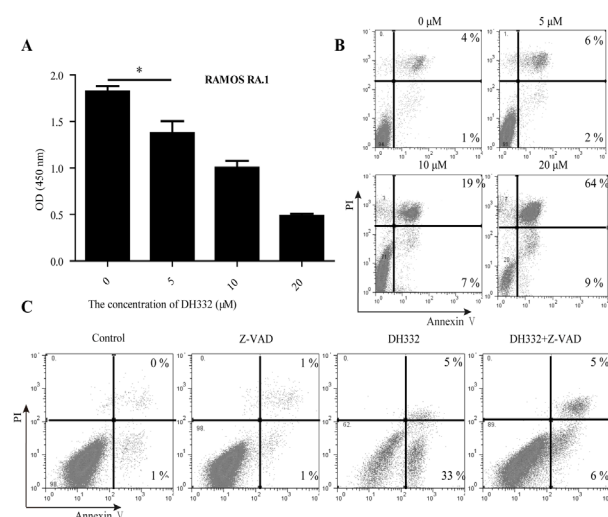 A
RAMOS RA.1
*
OD (450 nm)
2.0
1.5
1.0
0.5
0.0
0 5 10 20
The concentration of DH332 (μM)
B
0 μM 5 μM
4 % 6 %
1 % 2 %
10 μM 20 μM
19 % 64 %
7 % 9 %
PI
Annexin V
C
Control Z-VAD DH332 DH332+Z-VAD
0 % 1 % 5 % 5 %
1 % 1 % 33 % 6 %
PI
Annexin V